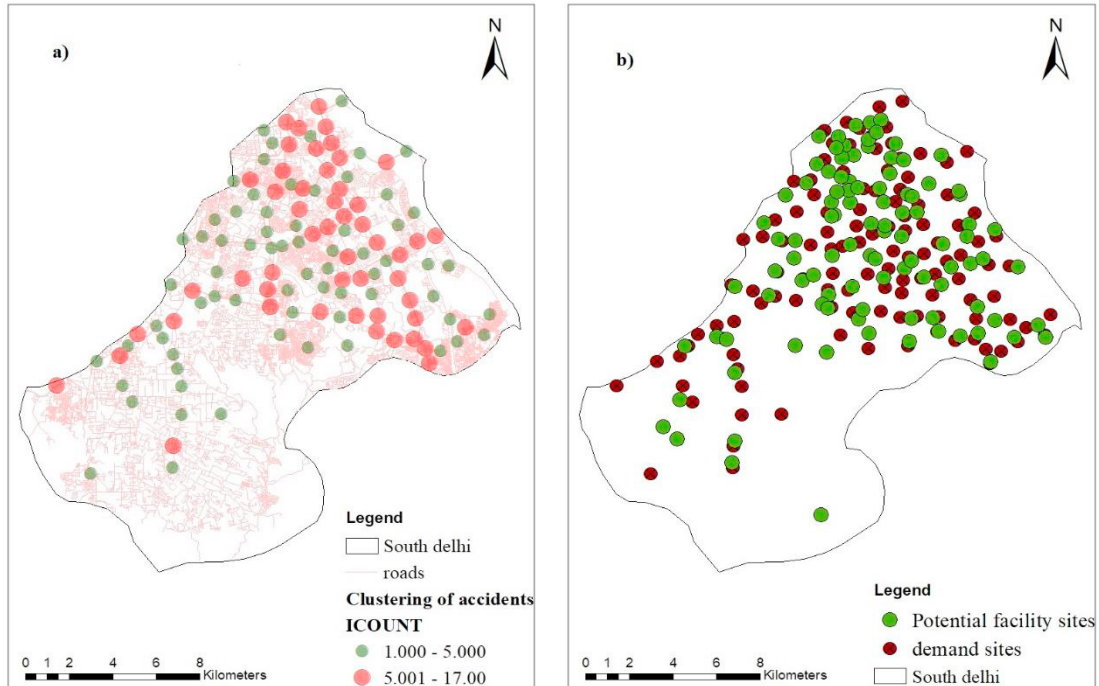 a)
N
Legend
South delhi
roads
Clustering of accidents
ICOUNT
1.000 - 5.000
5.001 - 17.00
0 1 2 4 6 8
Kilometers
b)
N
Legend
Potential facility sites
demand sites
South delhi
0 1 2 4 6 8
Kilometers